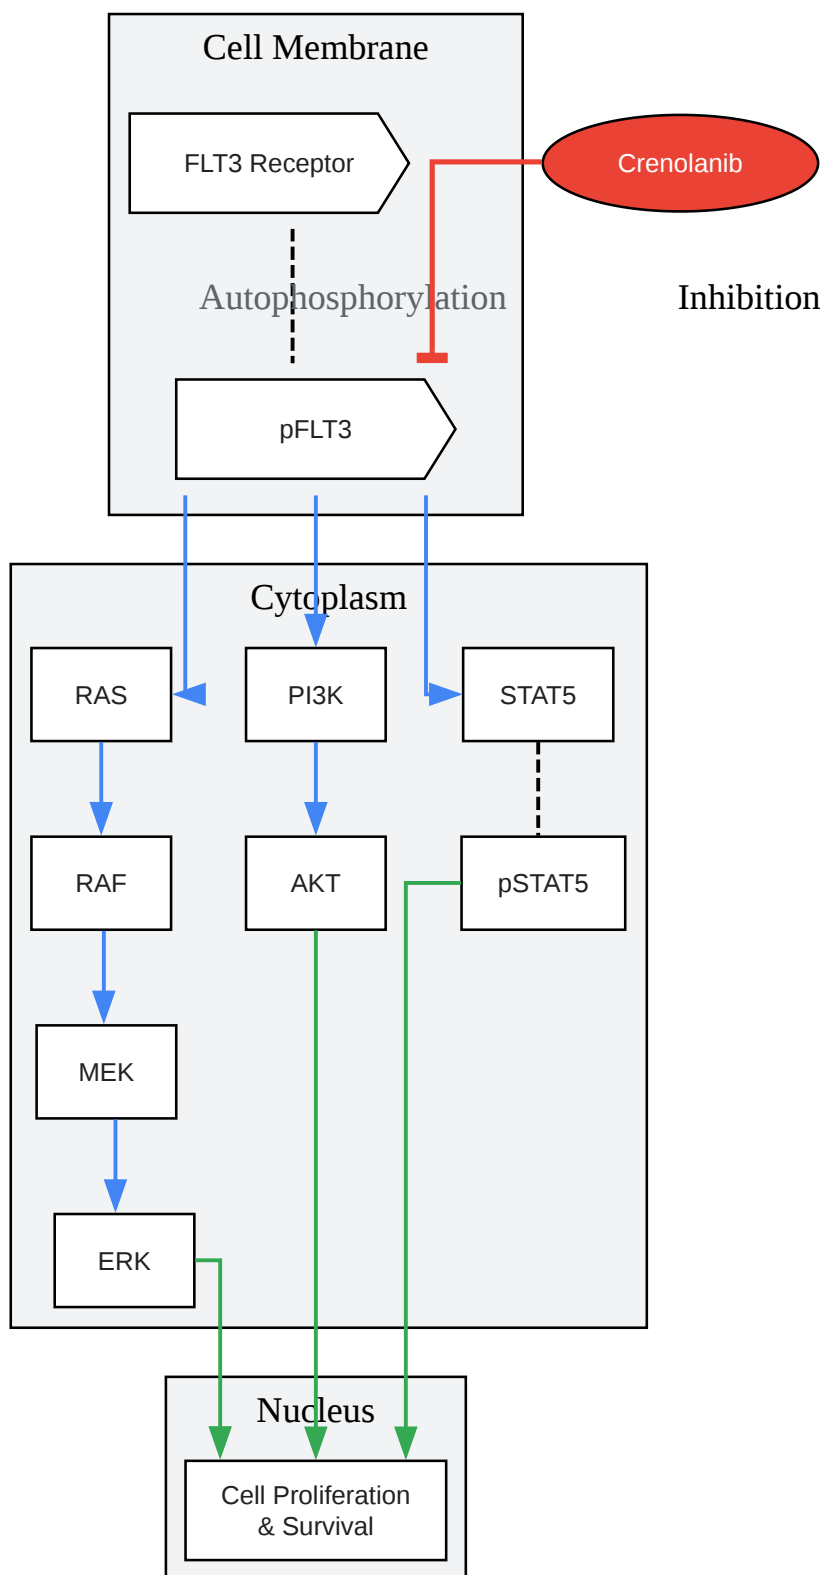 Cell Membrane
FLT3 Receptor
Crenolanib
Autophosphorylation
Inhibition
pFLT3
Cytoplasm
RAS
PI3K
STAT5
RAF
AKT
pSTAT5
MEK
ERK
Nucleus
Cell Proliferation
& Survival